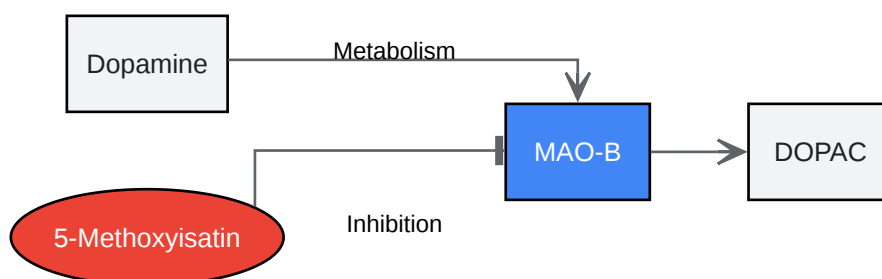 Metabolism
Dopamine
MAO-B
DOPAC
Inhibition
5-Methoxyisatin